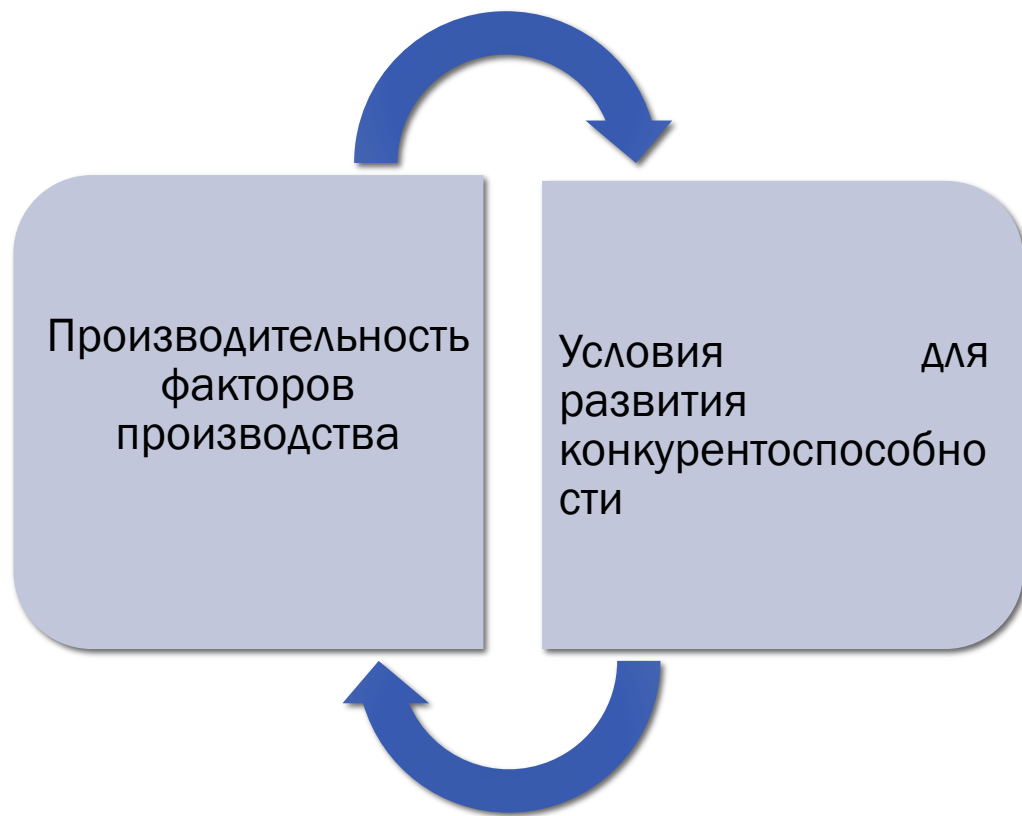 Производительность
факторов
производства
Условия для
развития
конкурентоспособно
сти